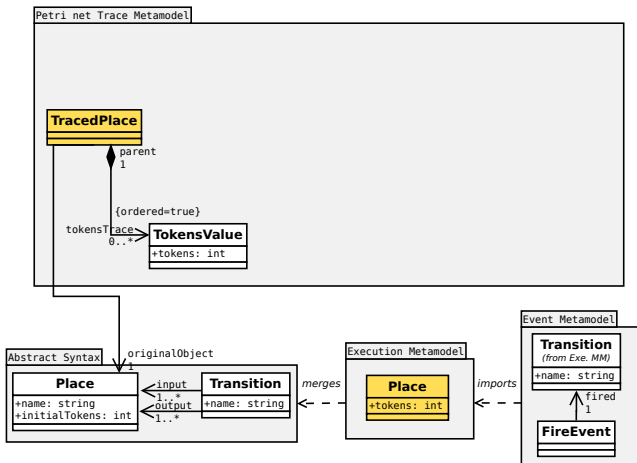 Petri net Trace Metamodel
TracedPlace
parent
1
{ordered=true}
tokensTrace
0..*
TokensValue
+tokens: int
Event Metamodel
Transition
(from Exe. MM)
+name: string
fired
1
FireEvent
Abstract Syntax
originalObject
1
Place
+name: string
+initialTokens: int
input
1..*
output
1..*
Transition
+name: string
merges
Execution Metamodel
Place
+tokens: int
imports